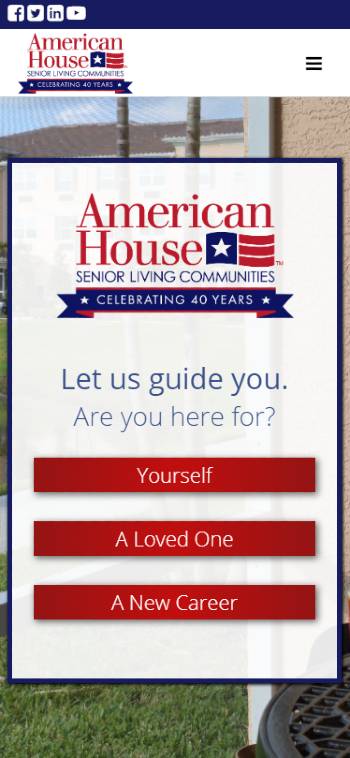 American
House
SENIOR LIVING COMMUNITIES
CELEBRATING 40 YEARS
American
House TM
SENIOR LIVING COMMUNITIES
CELEBRATING 40 YEARS
Let us guide you.
Are you here for?
Yourself
A Loved One
A New Career